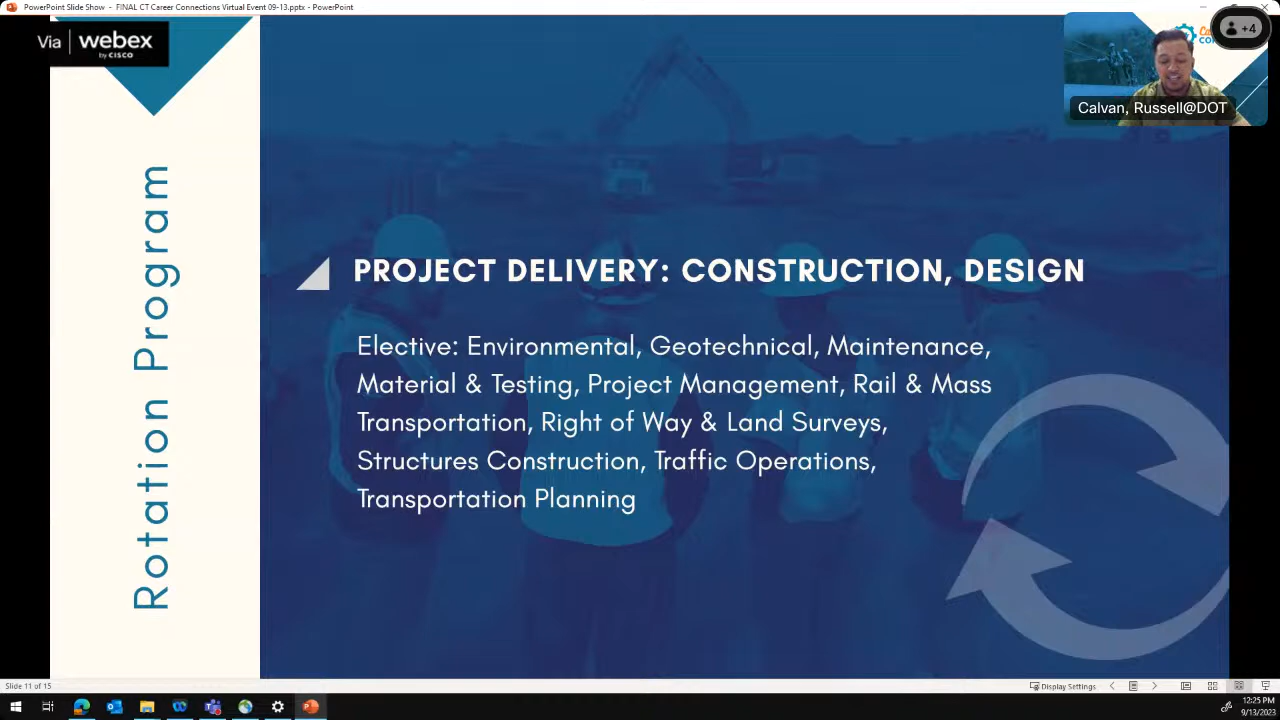 PowerPoint Slide Show - FINAL CT Career Connections Virtual Event 09-13.pptx - PowerPoint
Via webex
by CISCO
+4
Calvan, Russell@DOT
Rotation Program
PROJECT DELIVERY: CONSTRUCTION, DESIGN
Elective: Environmental, Geotechnical, Maintenance,
Material & Testing, Project Management, Rail & Mass
Transportation, Right of Way & Land Surveys,
Structures Construction, Traffic Operations,
Transportation Planning
Slide 11 of 15
Display Settings
12:25 PM
9/13/2023